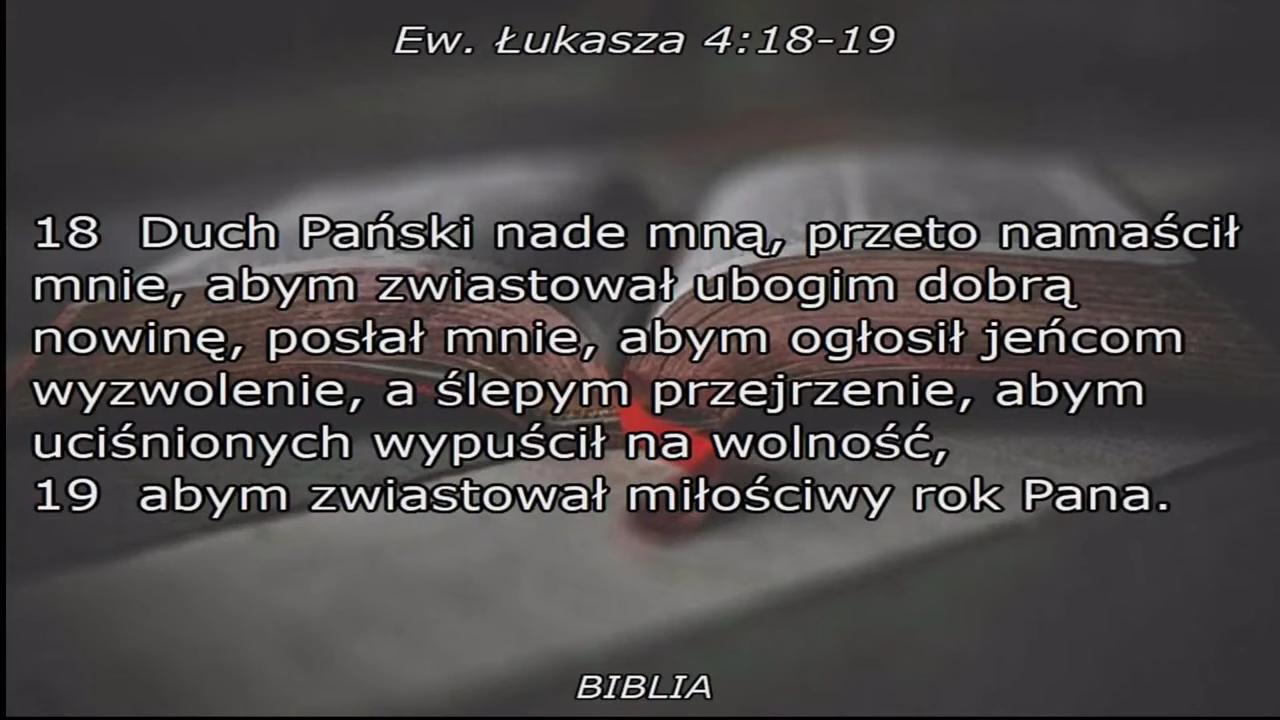 Ew. Łukasza 4:18-19
18 Duch Pański nade mną, przeto namaścił
mnie, abym zwiastował ubogim dobrą
nowinę, posłał mnie, abym ogłosił jeńcom
wyzwolenie, a ślepym przejrzenie, abym
uciśnionych wypuścił na wolność,
19 abym zwiastował miłościwy rok Pana.
BIBLIA